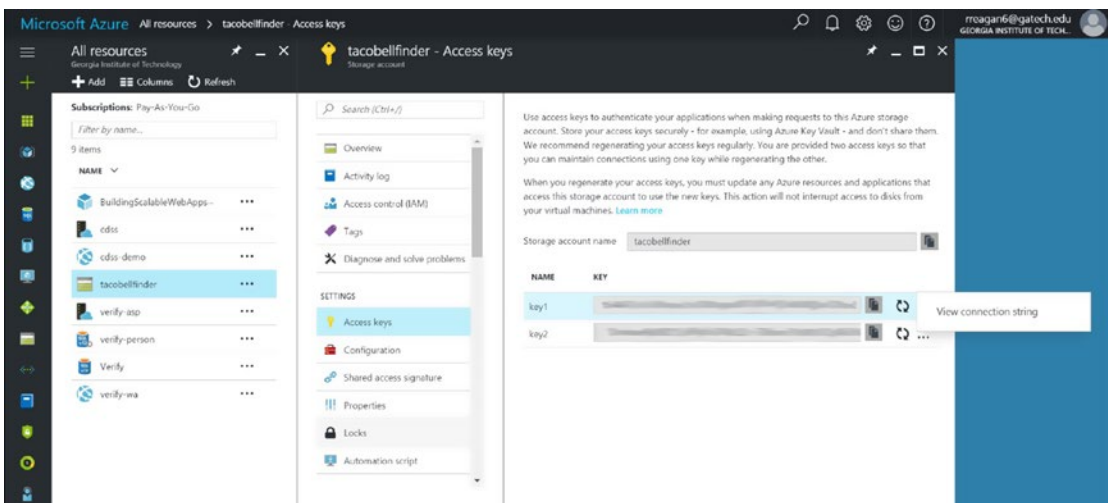 Microsoft Azure All resources > tacobellfinder - Access keys
rreagan6@gatech.edu
GEORGIA INSTITUTE OF TECH...
All resources
Georgia Institute of Technology
+ Add Columns Refresh
Subscriptions: Pay-As-You-Go
Filter by name...
9 items
NAME
BuildingScalableWebApps-- ...
cdss ...
cdss-demo ...
tacobellfinder ...
verify-asp ...
verify-person ...
Verify ...
verify-wa ...
tacobellfinder - Access keys
Storage account
Search (Ctrl+/)
Overview
Activity log
Access control (IAM)
Tags
Diagnose and solve problems
SETTINGS
Access keys
Configuration
Shared access signature
Properties
Locks
Automation script
Use access keys to authenticate your applications when making requests to this Azure storage
account. Store your access keys securely - for example, using Azure Key Vault - and don't share them.
We recommend regenerating your access keys regularly. You are provided two access keys so that
you can maintain connections using one key while regenerating the other.
When you regenerate your access keys, you must update any Azure resources and applications that
access this storage account to use the new keys. This action will not interrupt access to disks from
your virtual machines. Learn more
Storage account name tacobellfinder
NAME KEY
key1
View connection string
key2 ...